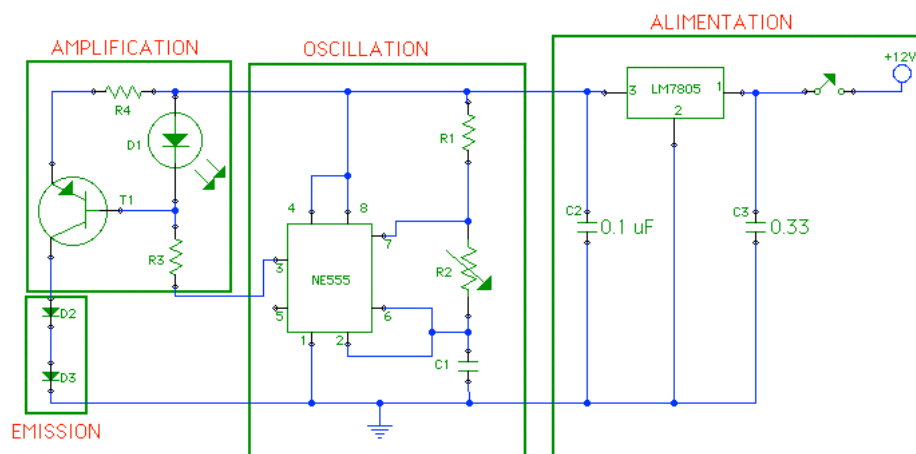 ALIMENTATION
AMPLIFICATION
OSCILLATION
+12V
R4
D1
T1
R3
D2
D3
EMISSION
4
8
3
7
NE555
5
6
1
2
R1
R2
C1
3
LM7805
1
2
C2
0.1 uF
C3
0.33